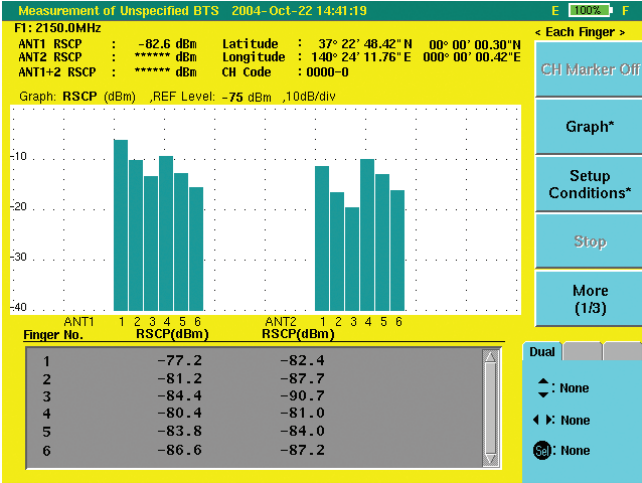 Measurement of Unspecified BTS 2004-Oct-22 14:41:19 E 100% F
F1: 2150.0MHz
ANT1 RSCP : -82.6 dBm Latitude : 37° 22' 48.42" N 00° 00' 00.30"N
ANT2 RSCP : ****** dBm Longitude : 140° 24' 11.76" E 000° 00' 00.42"E
ANT1+2 RSCP : ****** dBm CH Code : 0000-0
Graph: RSCP (dBm) ,REF Level: -75 dBm ,10dB/div
-10
-20
-30
-40
ANT1 1 2 3 4 5 6 ANT2 1 2 3 4 5 6
Finger No. RSCP(dBm) RSCP(dBm)
1 -77.2 -82.4
2 -81.2 -87.7
3 -84.4 -90.7
4 -80.4 -81.0
5 -83.8 -84.0
6 -86.6 -87.2
< Each Finger >
CH Marker Off
Graph*
Setup
Conditions*
Stop
More
(1/3)
Dual
: None
: None
Sel : None